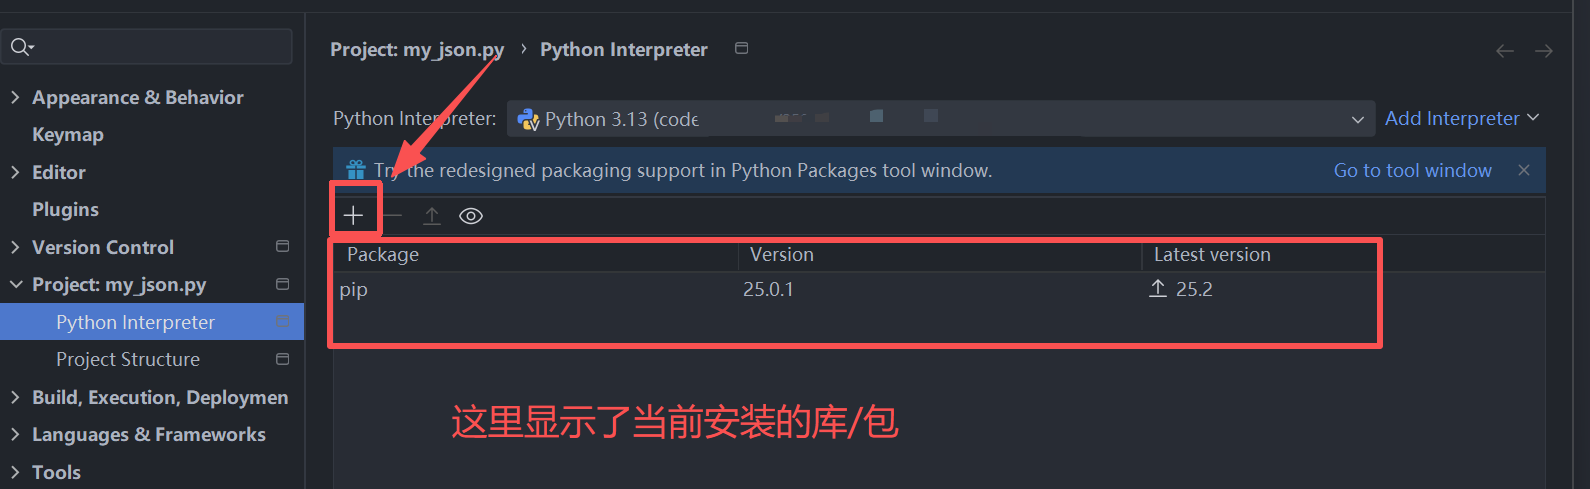 Project: my_json.py › Python Interpreter
Appearance & Behavior
Keymap
Editor
Plugins
Version Control
Project: my_json.py
Python Interpreter
Project Structure
Build, Execution, Deploymen
Languages & Frameworks
Tools
Python Interpreter: Python 3.13 (code Add Interpreter
Try the redesigned packaging support in Python Packages tool window. Go to tool window
Package Version Latest version
pip 25.0.1 25.2
这里显示了当前安装的库/包